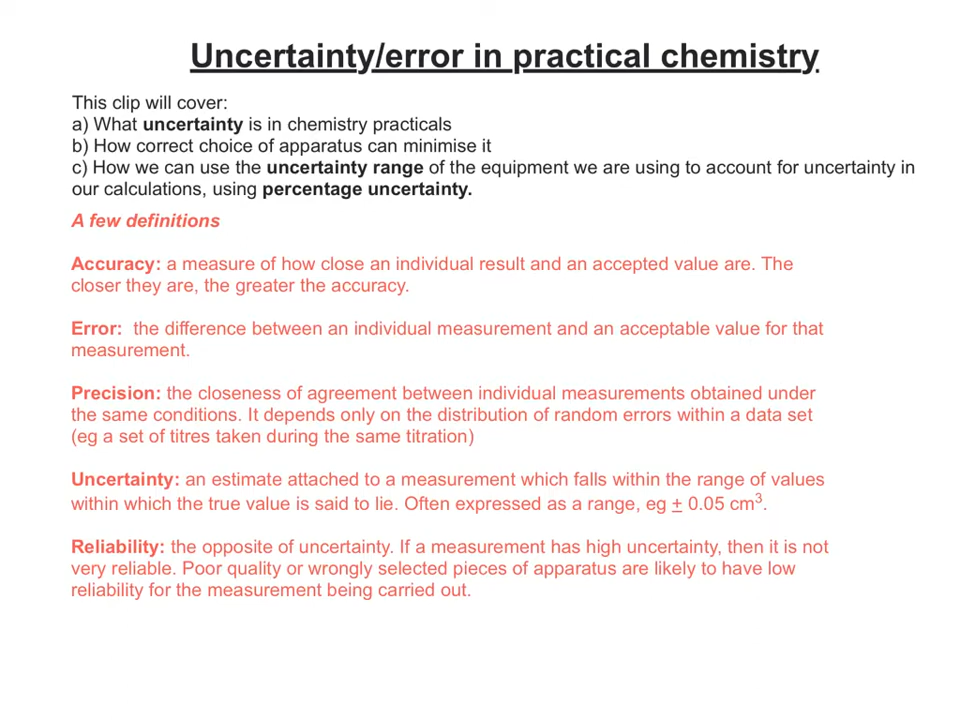 Uncertainty/error in practical chemistry
This clip will cover:
a) What uncertainty is in chemistry practicals
b) How correct choice of apparatus can minimise it
c) How we can use the uncertainty range of the equipment we are using to account for uncertainty in
our calculations, using percentage uncertainty.
A few definitions
Accuracy: a measure of how close an individual result and an accepted value are. The
closer they are, the greater the accuracy.
Error:  the difference between an individual measurement and an acceptable value for that
measurement.
Precision: the closeness of agreement between individual measurements obtained under
the same conditions. It depends only on the distribution of random errors within a data set
(eg a set of titres taken during the same titration)
Uncertainty: an estimate attached to a measurement which falls within the range of values
within which the true value is said to lie. Often expressed as a range, eg ± 0.05 cm³.
Reliability: the opposite of uncertainty. If a measurement has high uncertainty, then it is not
very reliable. Poor quality or wrongly selected pieces of apparatus are likely to have low
reliability for the measurement being carried out.